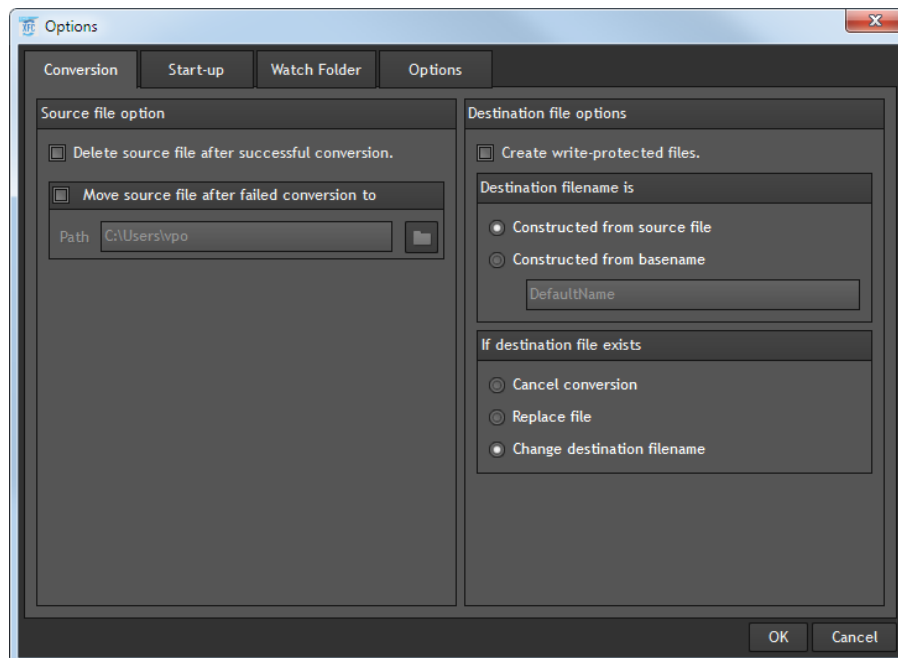 XFC Options
Conversion Start-up Watch Folder Options
Source file option
Delete source file after successful conversion.
Move source file after failed conversion to
Path C:\Users\vpo
Destination file options
Create write-protected files.
Destination filename is
Constructed from source file
Constructed from basename
DefaultName
If destination file exists
Cancel conversion
Replace file
Change destination filename
OK Cancel